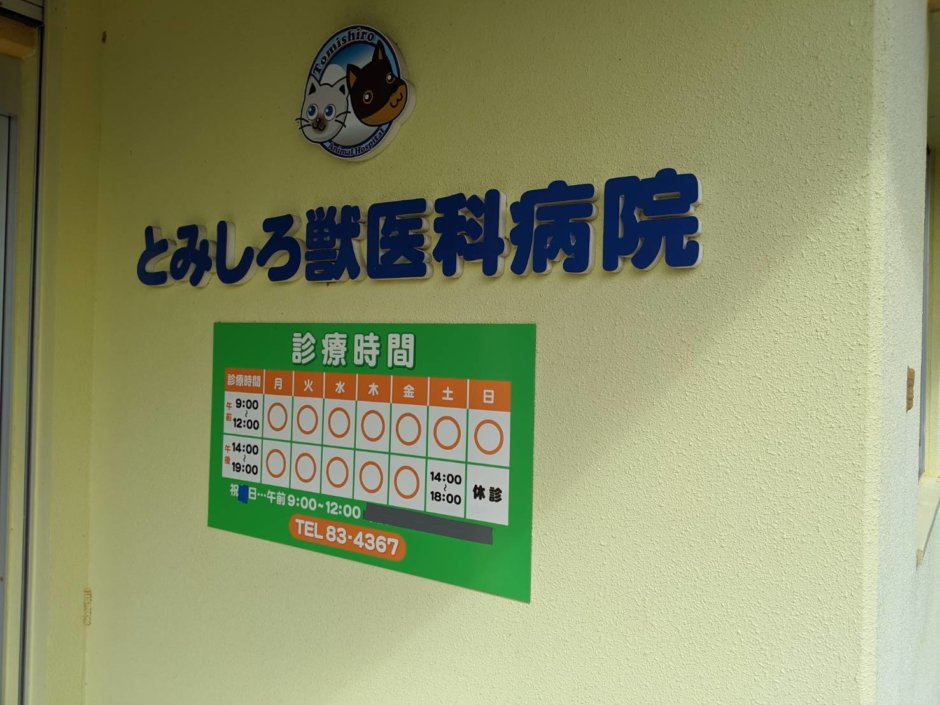 Tomishiro
Animal Hospital
とみしろ獣医科病院
診療時間
診療時間 月 火 水 木 金 土 日
午前 9:00~12:00 〇 〇 〇 〇 〇 〇 〇
午後 14:00~19:00 〇 〇 〇 〇 〇 14:00~18:00 休診
祝日…午前9:00~12:00
TEL 83-4367